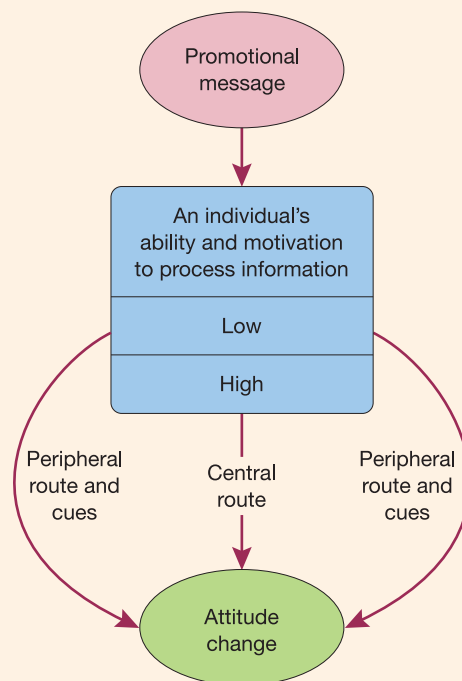 Promotional
message
An individual’s
ability and motivation
to process information
Low
High
Peripheral
route and
cues
Central
route
Peripheral
route and
cues
Attitude
change